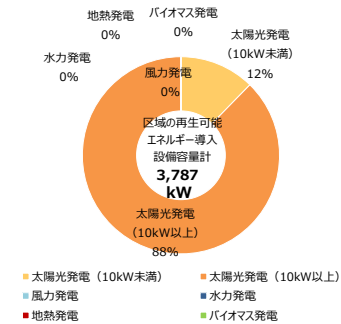 バイオマス発電
0%
地熱発電
0%
水力発電
0%
風力発電
0%
太陽光発電
（10kW未満）
12%
区域の再生可能
エネルギー導入
設備容量計
3,787
kW
太陽光発電
（10kW以上）
88%
太陽光発電（10kW未満）
太陽光発電（10kW以上）
風力発電
水力発電
地熱発電
バイオマス発電